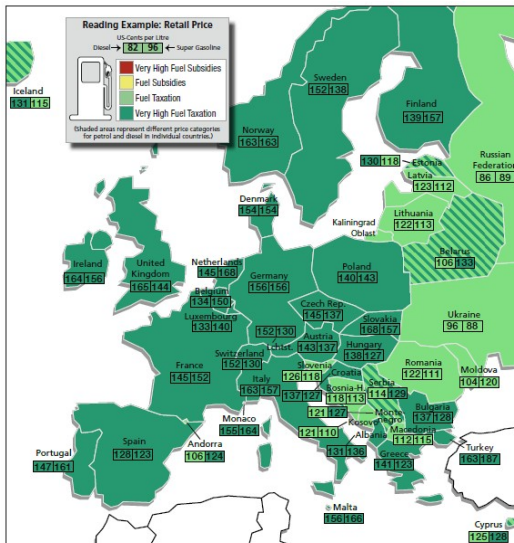 Reading Example: Retail Price
US-Cents per Litre
Diesel 82 96 Super Gasoline
Very High Fuel Subsidies
Fuel Subsidies
Fuel Taxation
Very High Fuel Taxation
(Shaded areas represent different price categories
for petrol and diesel in individual countries.)
Iceland
131 115
Sweden
152 138
Finland
139 157
Norway
163 163
Russian
Federation
86 89
130 118 Estonia
Latvia
123 112
Denmark
154 154
Lithuania
122 113
Kaliningrad
Oblast
Belarus
106 133
Ireland
164 156
United
Kingdom
165 144
Netherlands
145 168
Germany
156 156
Poland
140 143
Belgium
134 150
Luxembourg
133 140
Czech Rep.
145 137
Slovakia
168 157
Ukraine
96 88
152 130
Lchtst.
Austria
143 137
Hungary
138 127
Switzerland
152 130
France
145 152
Slovenia
126 118
Croatia
137 127
Romania
122 111
Moldova
104 120
Italy
163 157
Bosnia-H.
118 113
Serbia
114 129
Monaco
155 164
121 127 Monte-
negro
Bulgaria
137 128
121 110 Kosovo
Macedonia
112 115
Andorra
106 124
Albania
131 136
Turkey
163 187
Portugal
147 161
Spain
128 123
Greece
141 123
Malta
156 166
Cyprus
125 128